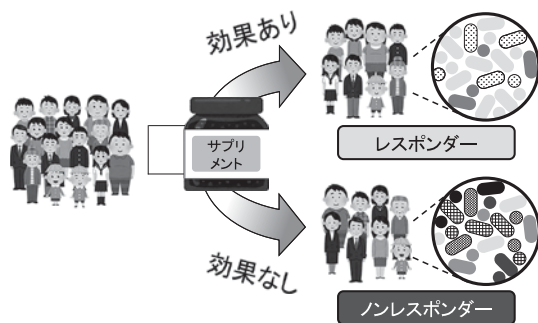 効果あり
レスポンダー
サプリ
メント
効果なし
ノンレスポンダー